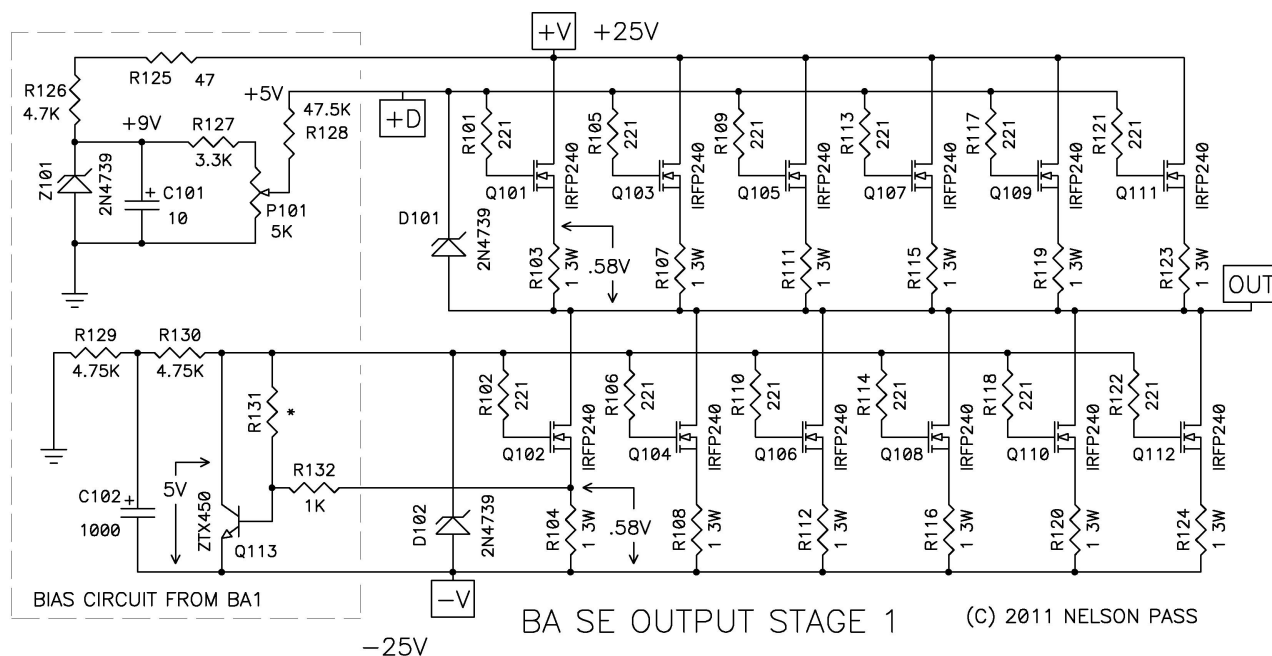 +V +25V
R125 47
R126
4.7K
+5V 47.5K
R128
+D
+9V R127
3.3K
Z101 2N4739
+ C101
10
P101
5K
R101 221
R105 221
R109 221
R113 221
R117 221
R121 221
Q101 IRFP240
Q103 IRFP240
Q105 IRFP240
Q107 IRFP240
Q109 IRFP240
Q111 IRFP240
D101 2N4739
.58V
R103 1 3W
R107 1 3W
R111 1 3W
R115 1 3W
R119 1 3W
R123 1 3W
OUT
R129 R130
4.75K 4.75K
R131 *
R102 221
R106 221
R110 221
R114 221
R118 221
R122 221
Q102 IRFP240
Q104 IRFP240
Q106 IRFP240
Q108 IRFP240
Q110 IRFP240
Q112 IRFP240
R132
1K
C102 +
1000
5V
ZTX450
Q113
D102 2N4739
.58V
R104 1 3W
R108 1 3W
R112 1 3W
R116 1 3W
R120 1 3W
R124 1 3W
BIAS CIRCUIT FROM BA1
-V
-25V
BA SE OUTPUT STAGE 1
(C) 2011 NELSON PASS